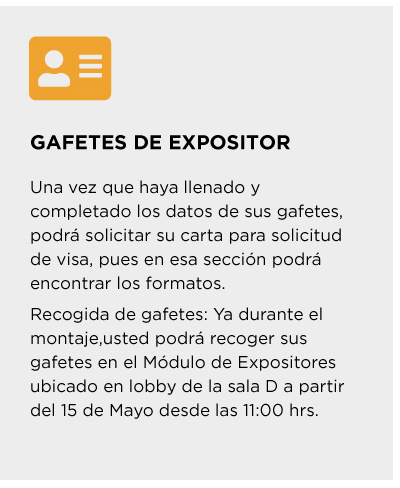 GAFETES DE EXPOSITOR
Una vez que haya llenado y
completado los datos de sus gafetes,
podrá solicitar su carta para solicitud
de visa, pues en esa sección podrá
encontrar los formatos.
Recogida de gafetes: Ya durante el
montaje,usted podrá recoger sus
gafetes en el Módulo de Expositores
ubicado en lobby de la sala D a partir
del 15 de Mayo desde las 11:00 hrs.